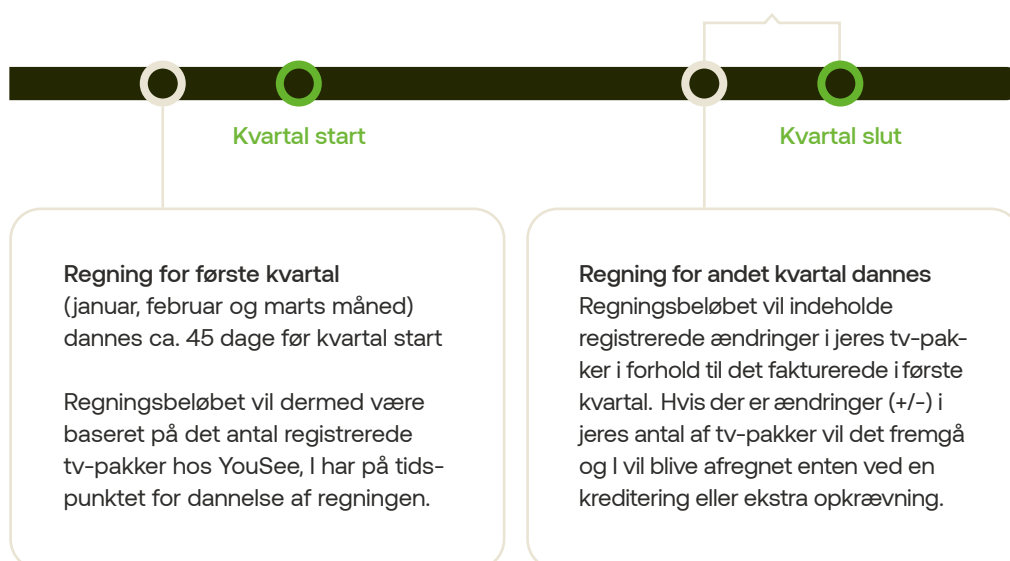 Kvartal start
Kvartal slut
Regning for første kvartal
(januar, februar og marts måned)
dannes ca. 45 dage før kvartal start
Regningsbeløbet vil dermed være
baseret på det antal registrerede
tv-pakker hos YouSee, I har på tids-
punktet for dannelse af regningen.
Regning for andet kvartal dannes
Regningsbeløbet vil indeholde
registrerede ændringer i jeres tv-pak-
ker i forhold til det fakturerede i første
kvartal. Hvis der er ændringer (+/-) i
jeres antal af tv-pakker vil det fremgå
og I vil blive afregnet enten ved en
kreditering eller ekstra opkrævning.